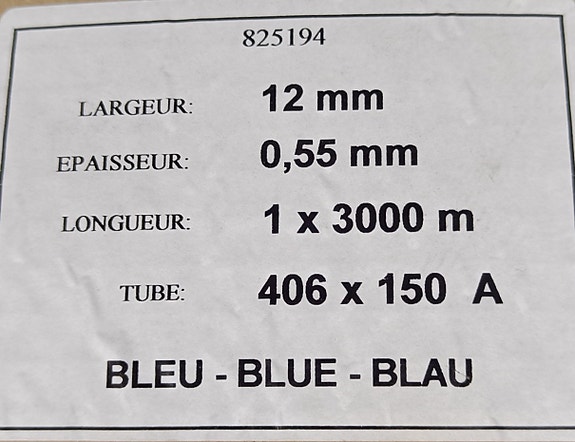 825194
LARGEUR: 12 mm
EPAISSEUR: 0,55 mm
LONGUEUR: 1 x 3000 m
TUBE: 406 x 150 A
BLEU - BLUE - BLAU